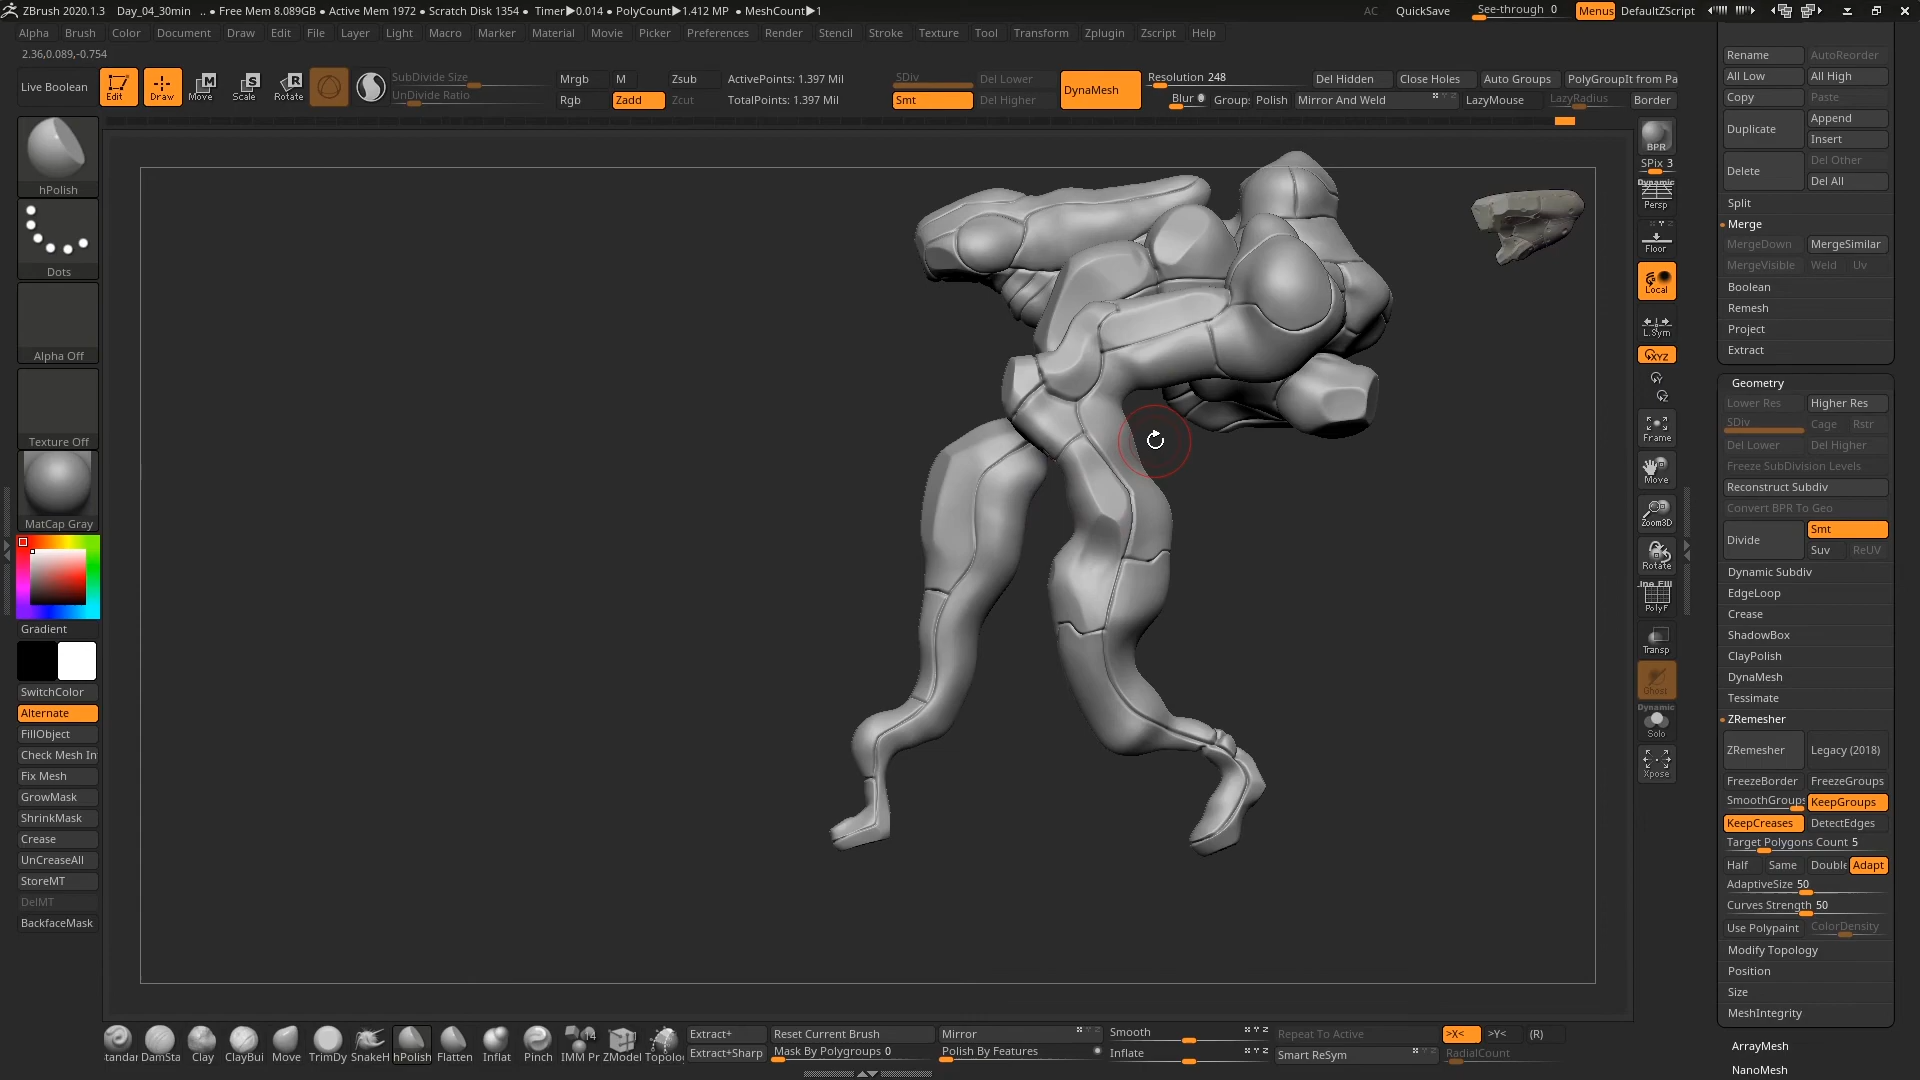 ZBrush 2020.1.3 Day_04_30min .. ● Free Mem 8.089GB ● Active Mem 1972 ● Scratch Disk 1354 ● Timer▶0.014 ● PolyCount▶1.412 MP ● MeshCount▶1 AC QuickSave See-through 0 Menus DefaultZScript
Alpha Brush Color Document Draw Edit File Layer Light Macro Marker Material Movie Picker Preferences Render Stencil Stroke Texture Tool Transform Zplugin Zscript Help
2.36,0.089,-0.754
Live Boolean
Edit
Draw
Move
Scale
Rotate
SubDivide Size
UnDivide Ratio
Mrgb M Zsub
Rgb Zadd Zcut
ActivePoints: 1.397 Mil
TotalPoints: 1.397 Mil
SDiv Del Lower
Smt Del Higher
DynaMesh
Resolution 248
Blur Group Polish
Del Hidden Close Holes Auto Groups PolyGroupIt from Pa
Mirror And Weld LazyMouse LazyRadius Border
hPolish
Dots
Alpha Off
Texture Off
MatCap Gray
Gradient
SwitchColor
Alternate
FillObject
Check Mesh In
Fix Mesh
GrowMask
ShrinkMask
Crease
UnCreaseAll
StoreMT
DelMT
BackfaceMask
BPR
SPix 3
Dynamic
Persp
Floor
Local
L.Sym
XYZ
Frame
Move
Zoom3D
Rotate
ine Fill
PolyF
Transp
Ghost
Dynamic
Solo
Xpose
Rename AutoReorder
All Low All High
Copy Paste
Duplicate Append
Insert
Delete Del Other
Del All
Split
Merge
MergeDown MergeSimilar
MergeVisible Weld Uv
Boolean
Remesh
Project
Extract
Geometry
Lower Res Higher Res
SDiv Cage Rstr
Del Lower Del Higher
Freeze SubDivision Levels
Reconstruct Subdiv
Convert BPR To Geo
Divide Smt
Suv ReUV
Dynamic Subdiv
EdgeLoop
Crease
ShadowBox
ClayPolish
DynaMesh
Tessimate
ZRemesher
ZRemesher Legacy (2018)
FreezeBorder FreezeGroups
SmoothGroups KeepGroups
KeepCreases DetectEdges
Target Polygons Count 5
Half Same Double Adapt
AdaptiveSize 50
Curves Strength 50
Use Polypaint ColorDensity
Modify Topology
Position
Size
MeshIntegrity
ArrayMesh
NanoMesh
tandar DamSta Clay ClayBui Move TrimDy SnakeH hPolish Flatten Inflat Pinch IMM Pr ZModel Topolo
14
1
Extract+ Reset Current Brush Mirror Smooth Repeat To Active >X< >Y< (R)
Extract+Sharp Mask By Polygroups 0 Polish By Features Inflate Smart ReSym RadialCount